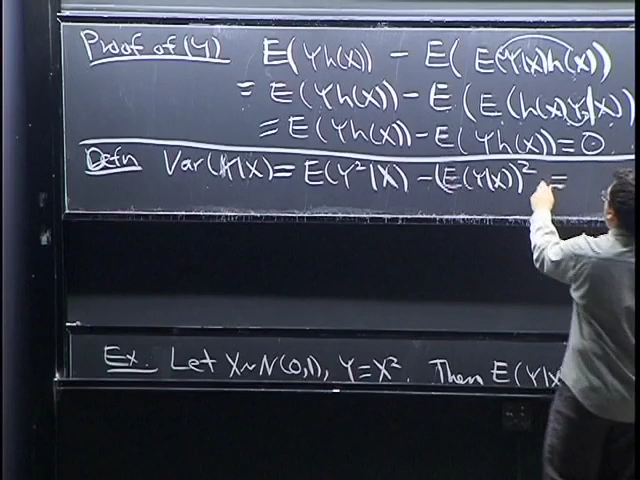 Proof of (4) E(Yh(X)) - E(E(Y|X)h(X))
= E(Yh(X)) - E(E(h(X)Y|X))
= E(Yh(X)) - E(Yh(X)) = 0.
Defn Var(Y|X) = E(Y²|X) - (E(Y|X))² =
Ex. Let X~N(0,1), Y=X². Then E(Y|X